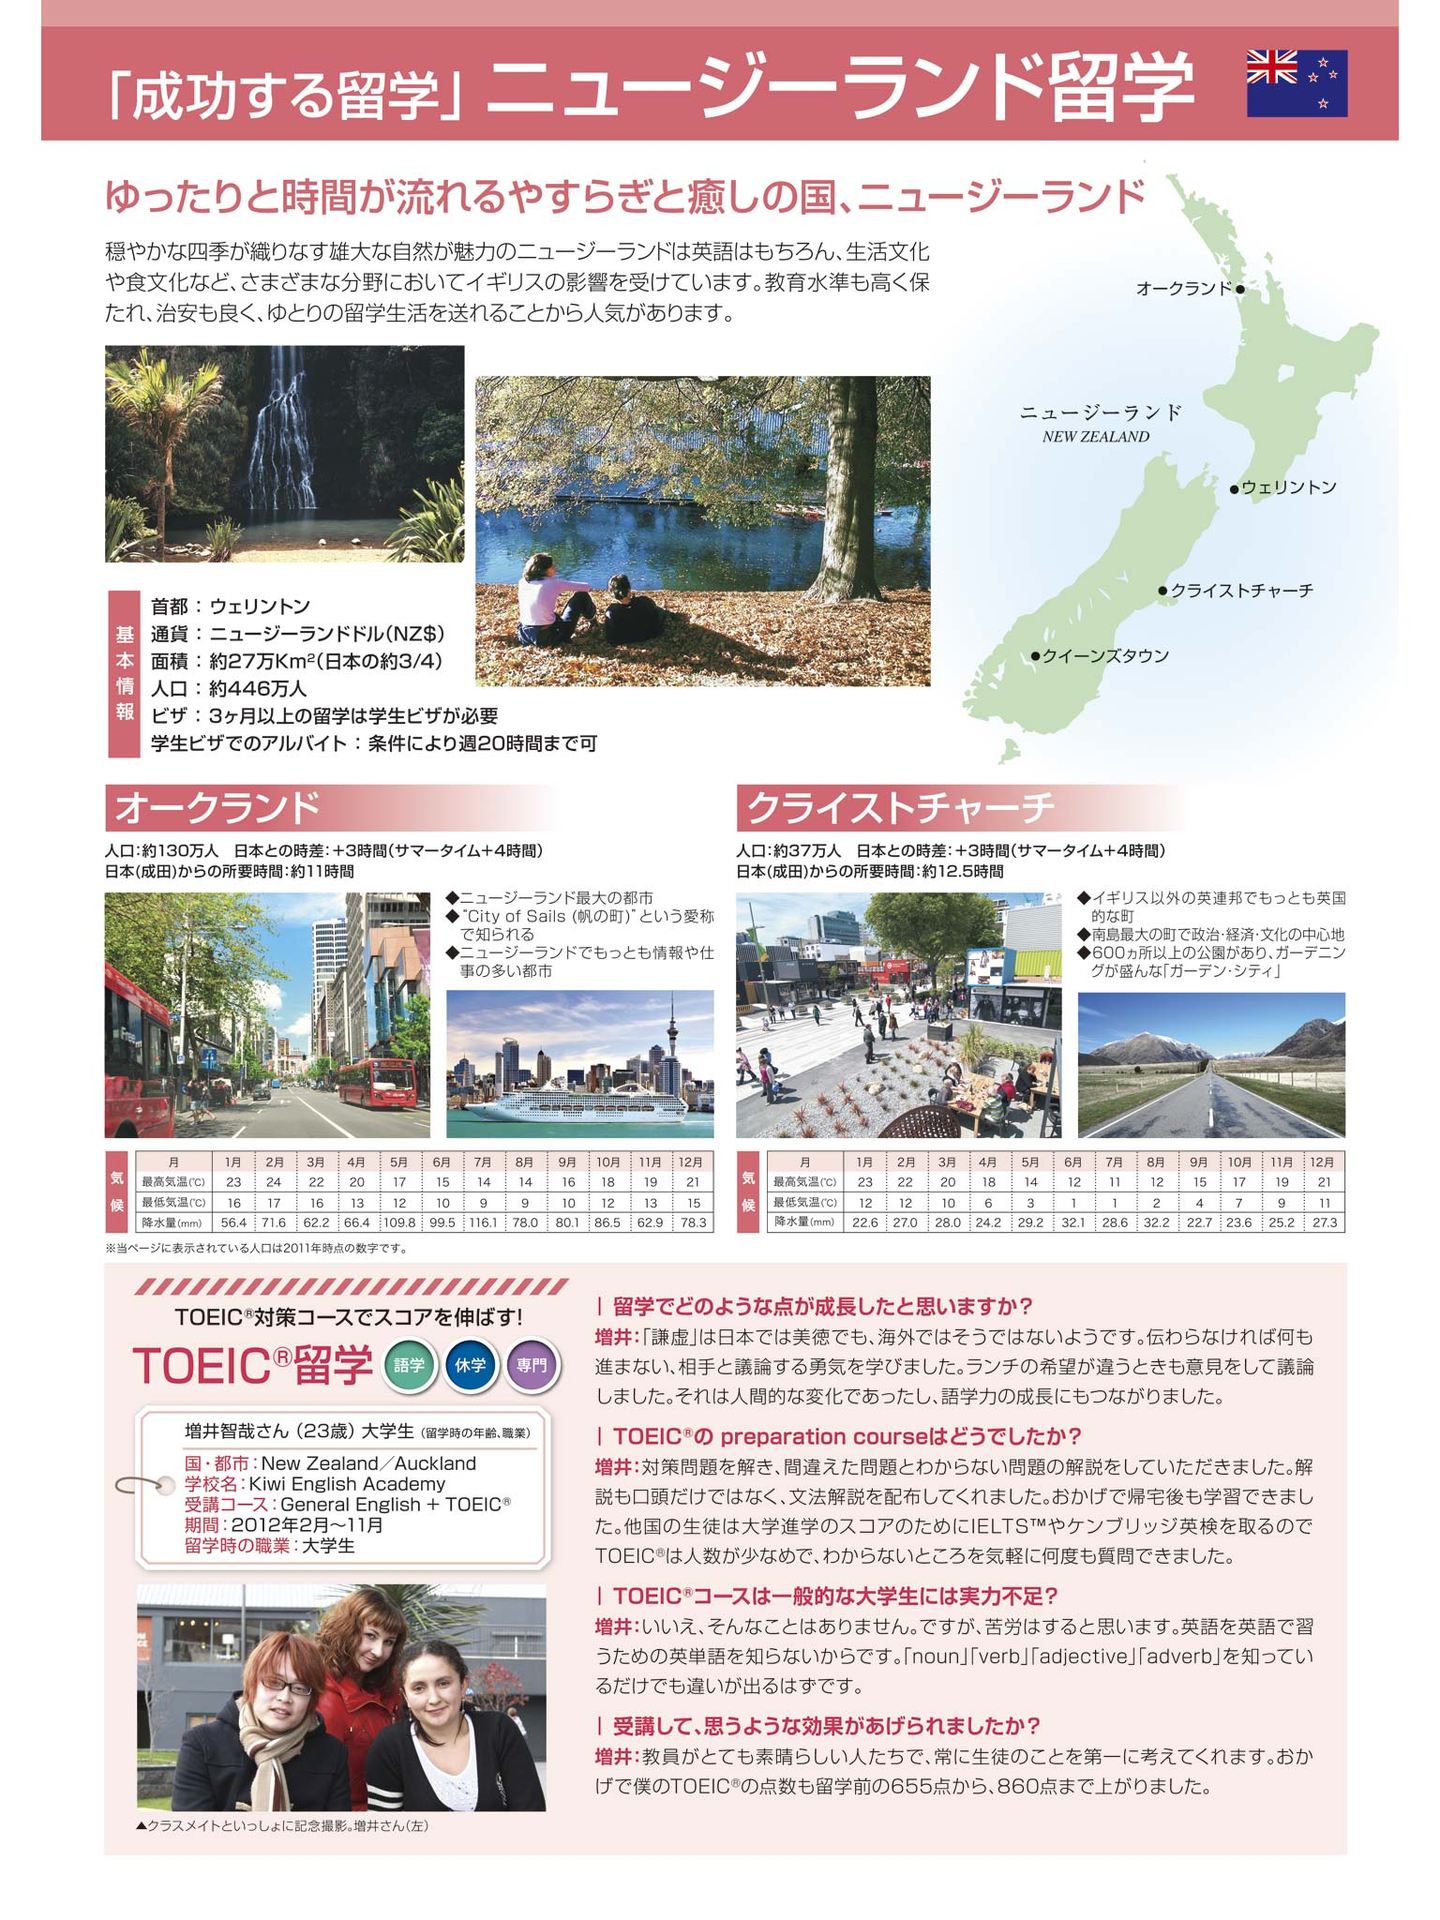 「成功する留学」ニュージーランド留学
ゆったりと時間が流れるやすらぎと癒しの国、ニュージーランド
穏やかな四季が織りなす雄大な自然が魅力のニュージーランドは英語はもちろん、生活文化
や食文化など、さまざまな分野においてイギリスの影響を受けています。教育水準も高く保
たれ、治安も良く、ゆとりの留学生活を送れることから人気があります。
オークランド
ニュージーランド
NEW ZEALAND
ウェリントン
クライストチャーチ
クイーンズタウン
基本情報
首都：ウェリントン
通貨：ニュージーランドドル(NZ$)
面積：約27万Km²(日本の約3/4)
人口：約446万人
ビザ：3ヶ月以上の留学は学生ビザが必要
学生ビザでのアルバイト：条件により週20時間まで可
オークランド
人口:約130万人 日本との時差:+3時間(サマータイム+4時間)
日本(成田)からの所要時間:約11時間
◆ニュージーランド最大の都市
◆“City of Sails (帆の町)”という愛称
で知られる
◆ニュージーランドでもっとも情報や仕
事の多い都市
気候
月 1月 2月 3月 4月 5月 6月 7月 8月 9月 10月 11月 12月
最高気温(℃) 23 24 22 20 17 15 14 14 16 18 19 21
最低気温(℃) 16 17 16 13 12 10 9 9 10 12 13 15
降水量(mm) 56.4 71.6 62.2 66.4 109.8 99.5 116.1 78.0 80.1 86.5 62.9 78.3
※当ページに表示されている人口は2011年時点の数字です。
クライストチャーチ
人口:約37万人 日本との時差:+3時間(サマータイム+4時間)
日本(成田)からの所要時間:約12.5時間
◆イギリス以外の英連邦でもっとも英国
的な町
◆南島最大の町で政治・経済・文化の中心地
◆600ヵ所以上の公園があり、ガーデニン
グが盛んな「ガーデン・シティ」
気候
月 1月 2月 3月 4月 5月 6月 7月 8月 9月 10月 11月 12月
最高気温(℃) 23 22 20 18 14 12 11 12 15 17 19 21
最低気温(℃) 12 12 10 6 3 1 1 2 4 7 9 11
降水量(mm) 22.6 27.0 28.0 24.2 29.2 32.1 28.6 32.2 22.7 23.6 25.2 27.3
TOEIC®対策コースでスコアを伸ばす!
TOEIC®留学 語学 休学 専門
増井智哉さん (23歳) 大学生 (留学時の年齢、職業)
国・都市:New Zealand／Auckland
学校名:Kiwi English Academy
受講コース:General English + TOEIC®
期間:2012年2月〜11月
留学時の職業:大学生
▲クラスメイトといっしょに記念撮影。増井さん(左)
| 留学でどのような点が成長したと思いますか?
増井:「謙虚」は日本では美徳でも、海外ではそうではないようです。伝わらなければ何も
進まない、相手と議論する勇気を学びました。ランチの希望が違うときも意見をして議論
しました。それは人間的な変化であったし、語学力の成長にもつながりました。
| TOEIC®の preparation courseはどうでしたか?
増井:対策問題を解き、間違えた問題とわからない問題の解説をしていただきました。解
説も口頭だけではなく、文法解説を配布してくれました。おかげで帰宅後も学習できまし
た。他国の生徒は大学進学のスコアのためにIELTS™やケンブリッジ英検を取るので
TOEIC®は人数が少なめで、わからないところを気軽に何度も質問できました。
| TOEIC®コースは一般的な大学生には実力不足?
増井:いいえ、そんなことはありません。ですが、苦労はすると思います。英語を英語で習
うための英単語を知らないからです。「noun」「verb」「adjective」「adverb」を知ってい
るだけでも違いが出るはずです。
| 受講して、思うような効果があげられましたか?
増井:教員がとても素晴らしい人たちで、常に生徒のことを第一に考えてくれます。おか
げで僕のTOEIC®の点数も留学前の655点から、860点まで上がりました。